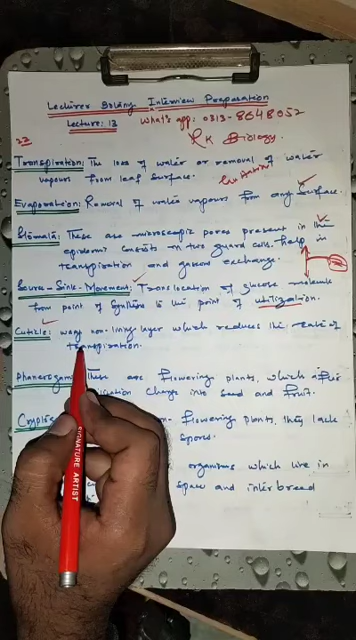 Lecturer Botany Interview Preparation
Lecture: 13 What's app: 0313-8648052
RK Biology.
Transpiration: The loss of water or removal of water
vapours from leaf surface.
Evaporation: Removal of water vapours from any surface.
Stomata: These are microscopic pores present in the
epidermis consists on two guard cells, help in
transpiration and gaseous exchange.
Source-Sink-Movement: Translocation of glucose molecule
from point of synthesis to the point of utilization.
Cuticle: waxy non-living layer which reduces the rate of
transpiration.
These are flowering plants, which after
change into seed and fruit.
flowering plants, they lack
spores.
organisms which live in
space and interbreed
SIGNATURE ARTIST